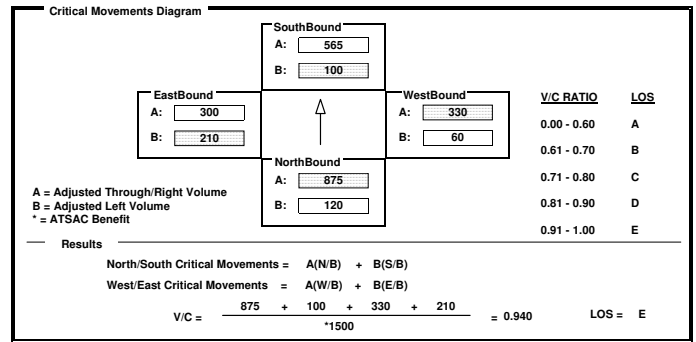 Critical Movements Diagram
SouthBound
A: 565
B: 100
EastBound
A: 300
B: 210
WestBound
A: 330
B: 60
NorthBound
A: 875
B: 120
V/C RATIO LOS
0.00 - 0.60 A
0.61 - 0.70 B
0.71 - 0.80 C
0.81 - 0.90 D
0.91 - 1.00 E
A = Adjusted Through/Right Volume
B = Adjusted Left Volume
* = ATSAC Benefit
Results
North/South Critical Movements = A(N/B) + B(S/B)
West/East Critical Movements = A(W/B) + B(E/B)
V/C = 875 + 100 + 330 + 210 = 0.940 LOS = E
*1500